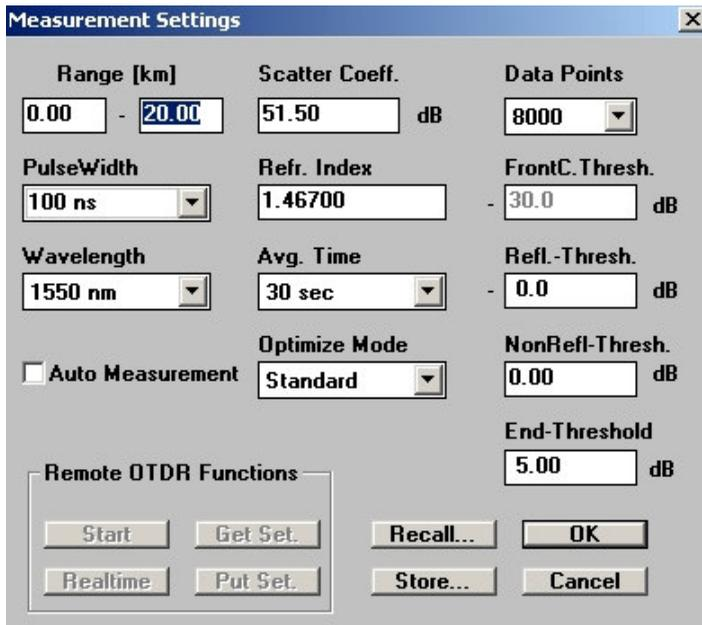 Measurement Settings
Range [km] Scatter Coeff. Data Points
0.00 - 20.00 51.50 dB 8000
PulseWidth Refr. Index FrontC.Thresh.
100 ns 1.46700 - 30.0 dB
Wavelength Avg. Time Refl.-Thresh.
1550 nm 30 sec - 0.0 dB
Optimize Mode NonRefl-Thresh.
Auto Measurement Standard 0.00 dB
End-Threshold
5.00 dB
Remote OTDR Functions
Start Get Set. Recall... OK
Realtime Put Set. Store... Cancel